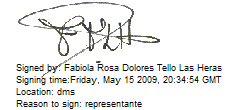 Signed by: Fabiola Rosa Dolores Tello Las Heras
Signing time:Friday, May 15 2009, 20:34:54 GMT
Location: dms
Reason to sign: representante